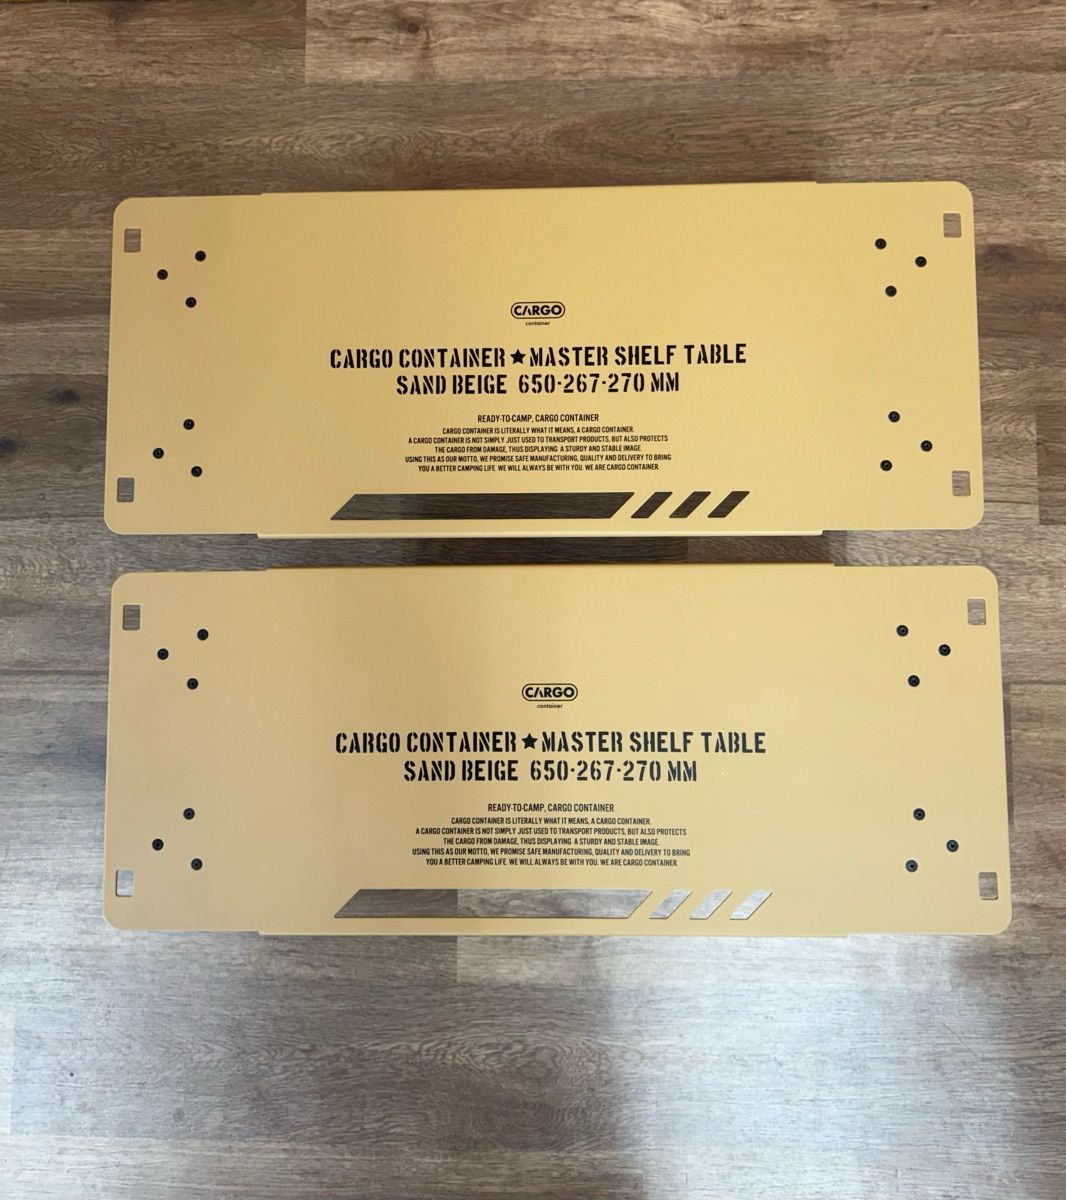 CARGO
container
CARGO CONTAINER★MASTER SHELF TABLE
SAND BEIGE 650·267·270 MM
READY-TO-CAMP, CARGO CONTAINER
CARGO CONTAINER IS LITERALLY WHAT IT MEANS, A CARGO CONTAINER.
A CARGO CONTAINER IS NOT SIMPLY JUST USED TO TRANSPORT PRODUCTS, BUT ALSO PROTECTS
THE CARGO FROM DAMAGE, THUS DISPLAYING A STURDY AND STABLE IMAGE.
USING THIS AS OUR MOTTO, WE PROMISE SAFE MANUFACTURING, QUALITY AND DELIVERY TO BRING
YOU A BETTER CAMPING LIFE. WE WILL ALWAYS BE WITH YOU. WE ARE CARGO CONTAINER.
CARGO
container
CARGO CONTAINER★MASTER SHELF TABLE
SAND BEIGE 650·267·270 MM
READY-TO-CAMP, CARGO CONTAINER
CARGO CONTAINER IS LITERALLY WHAT IT MEANS, A CARGO CONTAINER.
A CARGO CONTAINER IS NOT SIMPLY JUST USED TO TRANSPORT PRODUCTS, BUT ALSO PROTECTS
THE CARGO FROM DAMAGE, THUS DISPLAYING A STURDY AND STABLE IMAGE.
USING THIS AS OUR MOTTO, WE PROMISE SAFE MANUFACTURING, QUALITY AND DELIVERY TO BRING
YOU A BETTER CAMPING LIFE. WE WILL ALWAYS BE WITH YOU. WE ARE CARGO CONTAINER.